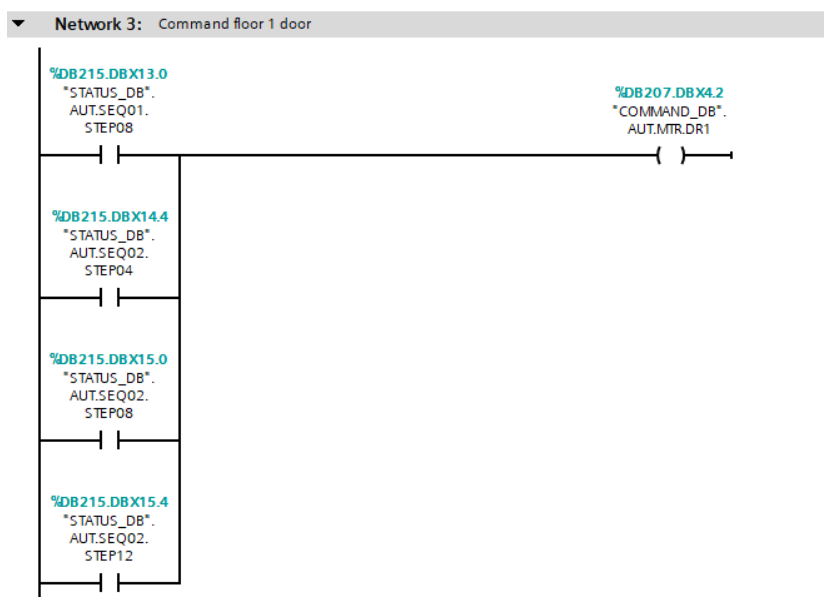 Network 3: Command floor 1 door
%DB215.DBX13.0
"STATUS_DB".
AUT.SEQ01.
STEP08
%DB207.DBX4.2
"COMMAND_DB".
AUT.MTR.DR1
%DB215.DBX14.4
"STATUS_DB".
AUT.SEQ02.
STEP04
%DB215.DBX15.0
"STATUS_DB".
AUT.SEQ02.
STEP08
%DB215.DBX15.4
"STATUS_DB".
AUT.SEQ02.
STEP12